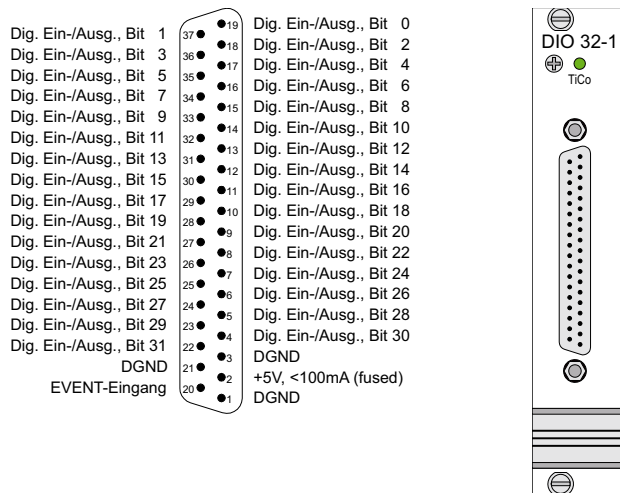 19 Dig. Ein-/Ausg., Bit 0
Dig. Ein-/Ausg., Bit 1 37
18 Dig. Ein-/Ausg., Bit 2
Dig. Ein-/Ausg., Bit 3 36
17 Dig. Ein-/Ausg., Bit 4
Dig. Ein-/Ausg., Bit 5 35
16 Dig. Ein-/Ausg., Bit 6
Dig. Ein-/Ausg., Bit 7 34
15 Dig. Ein-/Ausg., Bit 8
Dig. Ein-/Ausg., Bit 9 33
14 Dig. Ein-/Ausg., Bit 10
Dig. Ein-/Ausg., Bit 11 32
13 Dig. Ein-/Ausg., Bit 12
Dig. Ein-/Ausg., Bit 13 31
12 Dig. Ein-/Ausg., Bit 14
Dig. Ein-/Ausg., Bit 15 30
11 Dig. Ein-/Ausg., Bit 16
Dig. Ein-/Ausg., Bit 17 29
10 Dig. Ein-/Ausg., Bit 18
Dig. Ein-/Ausg., Bit 19 28
9 Dig. Ein-/Ausg., Bit 20
Dig. Ein-/Ausg., Bit 21 27
8 Dig. Ein-/Ausg., Bit 22
Dig. Ein-/Ausg., Bit 23 26
7 Dig. Ein-/Ausg., Bit 24
Dig. Ein-/Ausg., Bit 25 25
6 Dig. Ein-/Ausg., Bit 26
Dig. Ein-/Ausg., Bit 27 24
5 Dig. Ein-/Ausg., Bit 28
Dig. Ein-/Ausg., Bit 29 23
4 Dig. Ein-/Ausg., Bit 30
Dig. Ein-/Ausg., Bit 31 22
3 DGND
DGND 21
2 +5V, <100mA (fused)
EVENT-Eingang 20
1 DGND
DIO 32-1
TiCo